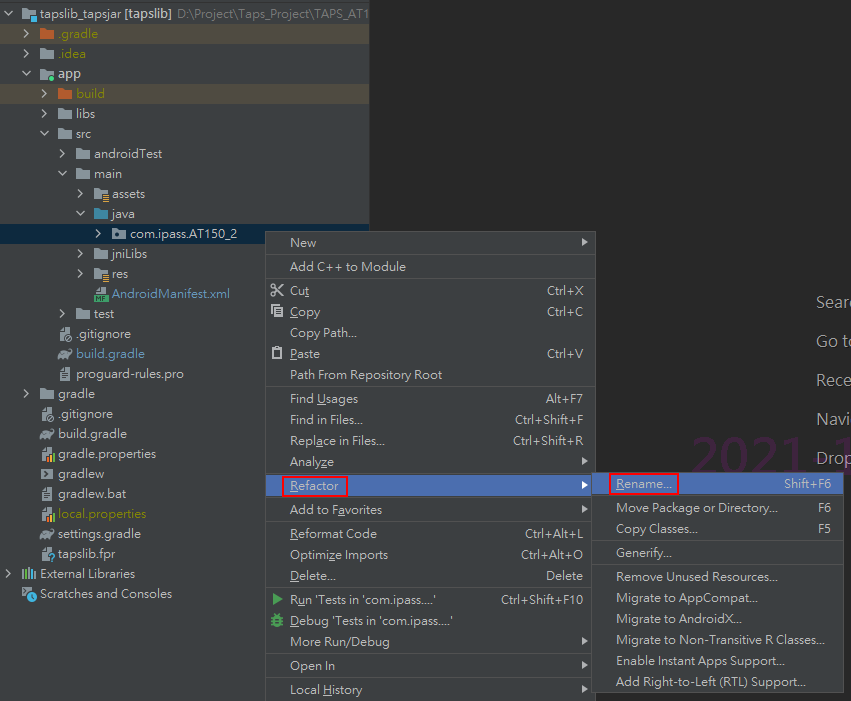 tapslib_tapsjar [tapslib] D:\Project\Taps_Project\TAPS_AT1
.gradle
.idea
app
build
libs
src
androidTest
main
assets
java
com.ipass.AT150_2
jniLibs
res
AndroidManifest.xml
test
.gitignore
build.gradle
proguard-rules.pro
gradle
.gitignore
build.gradle
gradle.properties
gradlew
gradlew.bat
local.properties
settings.gradle
tapslib.fpr
External Libraries
Scratches and Consoles
New
Add C++ to Module
Cut Ctrl+X
Copy Ctrl+C
Copy Path...
Paste Ctrl+V
Path From Repository Root
Find Usages Alt+F7
Find in Files... Ctrl+Shift+F
Replace in Files... Ctrl+Shift+R
Analyze
Refactor
Add to Favorites
Reformat Code Ctrl+Alt+L
Optimize Imports Ctrl+Alt+O
Delete... Delete
Run 'Tests in 'com.ipass....' Ctrl+Shift+F10
Debug 'Tests in 'com.ipass....'
More Run/Debug
Open In
Local History
Rename... Shift+F6
Move Package or Directory... F6
Copy Classes... F5
Generify...
Remove Unused Resources...
Migrate to AppCompat...
Migrate to AndroidX...
Migrate to Non-Transitive R Classes...
Enable Instant Apps Support...
Add Right-to-Left (RTL) Support...
Sear
Go to
Rece
Navi
Drop